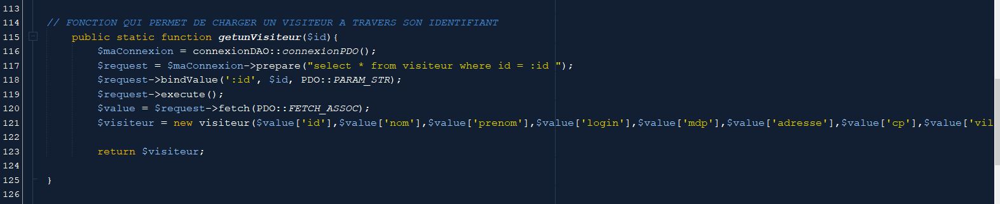 113
114 // FONCTION QUI PERMET DE CHARGER UN VISITEUR A TRAVERS SON IDENTIFIANT
115 public static function getunVisiteur($id){
116 $maConnexion = connexionDAO::connexionPDO();
117 $request = $maConnexion->prepare("select * from visiteur where id = :id ");
118 $request->bindValue(':id', $id, PDO::PARAM_STR);
119 $request->execute();
120 $value = $request->fetch(PDO::FETCH_ASSOC);
121 $visiteur = new visiteur($value['id'],$value['nom'],$value['prenom'],$value['login'],$value['mdp'],$value['adresse'],$value['cp'],$value['vil
122
123 return $visiteur;
124
125 }
126